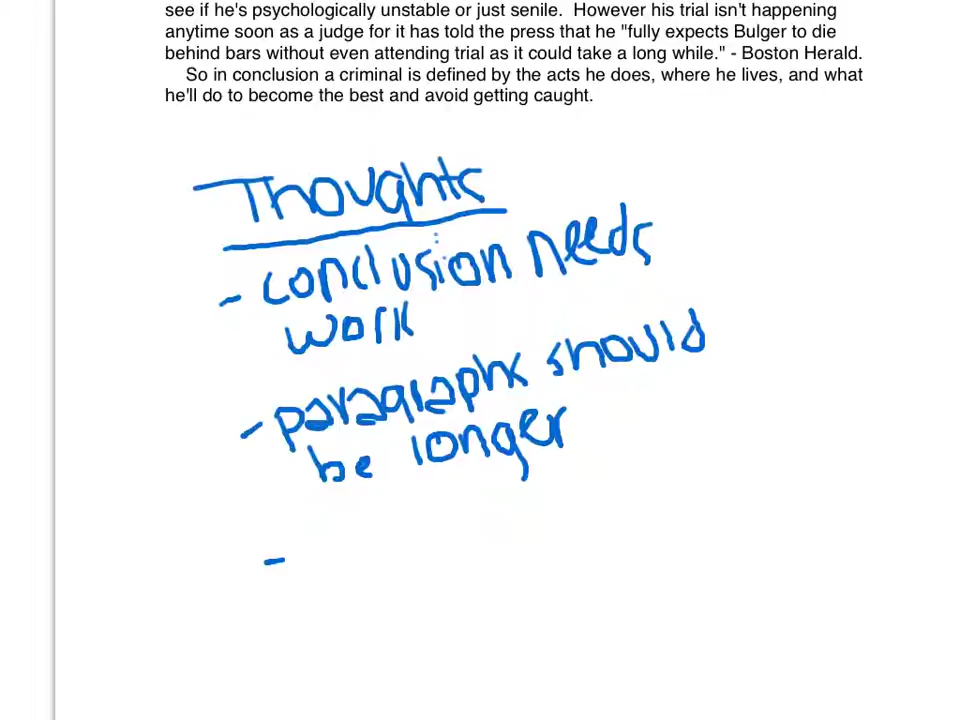 see if he's psychologically unstable or just senile.  However his trial isn't happening
anytime soon as a judge for it has told the press that he "fully expects Bulger to die
behind bars without even attending trial as it could take a long while." - Boston Herald.
So in conclusion a criminal is defined by the acts he does, where he lives, and what
he'll do to become the best and avoid getting caught.
Thoughts
- conclusion needs
work
- paragraphs should
be longer
-